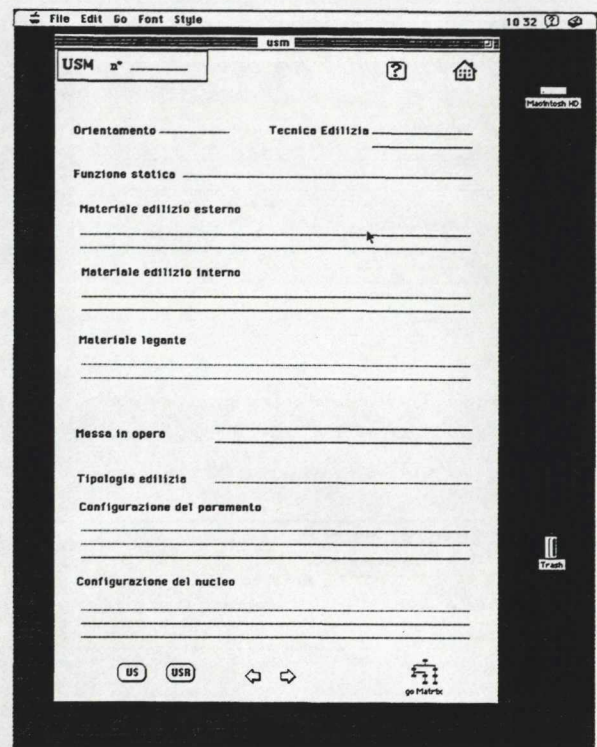 File Edit Go Font Style 10 32
usm
USM n°
Macintosh HD
Orientamento Tecnica Edilizia
Funzione statica
Materiale edilizio esterno
Materiale edilizio interno
Materiale legante
Messa in opera
Tipologia edilizia
Configurazione del paramento
Trash
Configurazione del nucleo
US USR
go Matrix